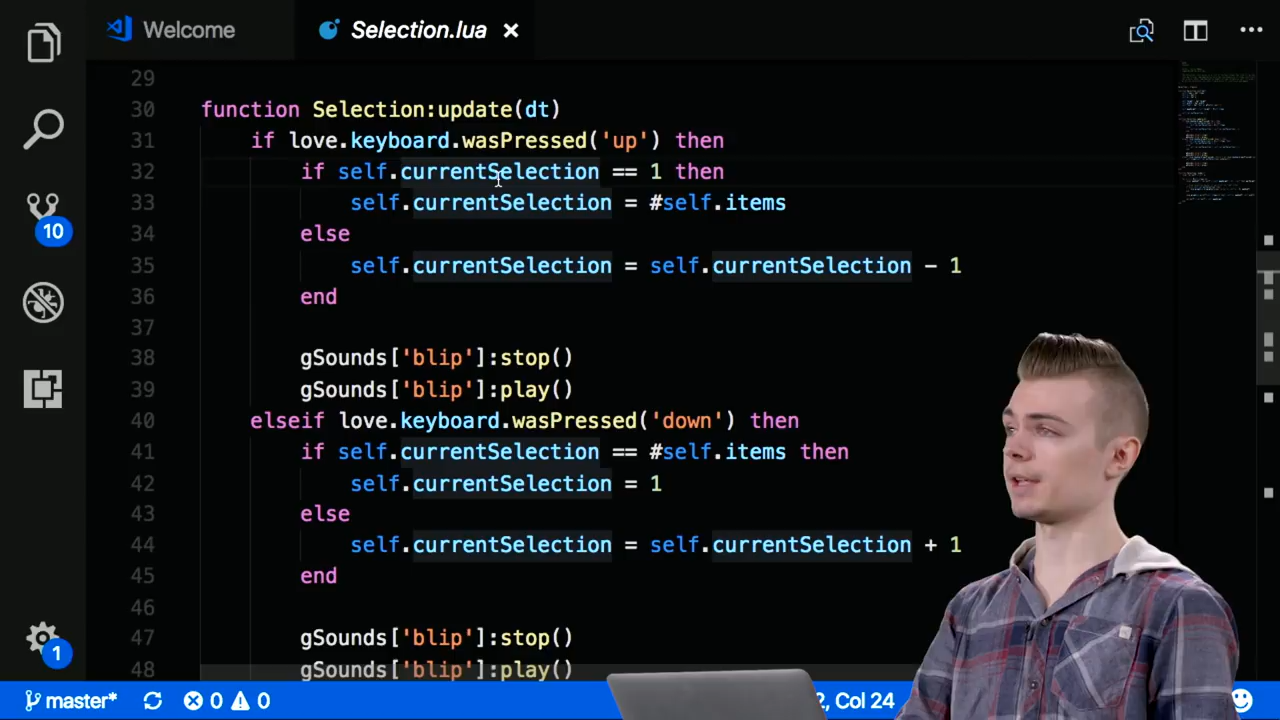 Welcome
Selection.lua ×
29
30 function Selection:update(dt)
31 if love.keyboard.wasPressed('up') then
32 if self.currentSelection == 1 then
33 self.currentSelection = #self.items
34 else
35 self.currentSelection = self.currentSelection - 1
36 end
37
38 gSounds['blip']:stop()
39 gSounds['blip']:play()
40 elseif love.keyboard.wasPressed('down') then
41 if self.currentSelection == #self.items then
42 self.currentSelection = 1
43 else
44 self.currentSelection = self.currentSelection + 1
45 end
46
47 gSounds['blip']:stop()
48 gSounds['blip']:play()
10
1
master* 0 0 2, Col 24